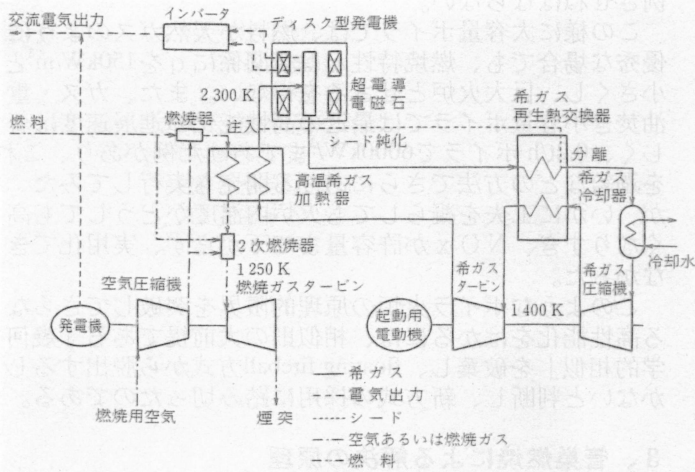 インバータ
ディスク型発電機
交流電気出力
超電導
電磁石
2300K
希ガス
再生熱交換器
燃焼器
燃料
注入
シード純化
分離
希ガス
冷却器
高温希ガス
加熱器
2次燃焼器
1250K
冷却水
空気圧縮機
燃焼ガスタービン
希ガス
タービン
希ガス
圧縮機
1400K
発電機
起動用
電動機
燃焼用空気
煙突
希ガス
電気出力
シード
空気あるいは燃焼ガス
燃料